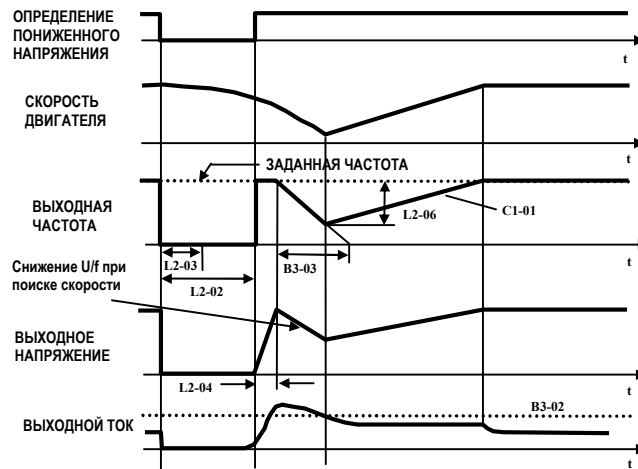 ОПРЕДЕЛЕНИЕ
ПОНИЖЕННОГО
НАПРЯЖЕНИЯ
t
СКОРОСТЬ
ДВИГАТЕЛЯ
t
ЗАДАННАЯ ЧАСТОТА
ВЫХОДНАЯ
ЧАСТОТА
L2-06
C1-01
t
L2-03
B3-03
L2-02
Снижение U/f при
поиске скорости
ВЫХОДНОЕ
НАПРЯЖЕНИЕ
t
L2-04
B3-02
ВЫХОДНОЙ ТОК
t